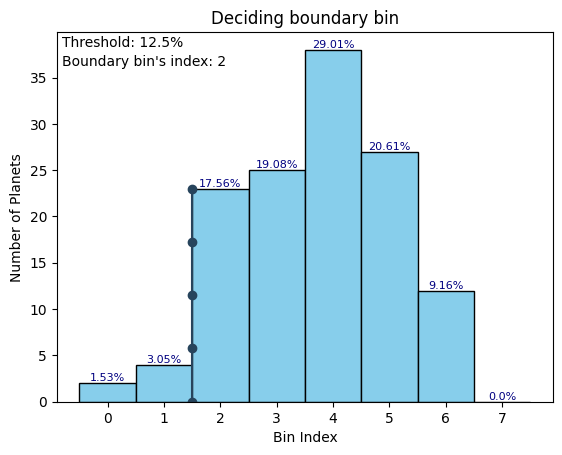 Deciding boundary bin
Threshold: 12.5%
Boundary bin's index: 2
29.01%
20.61%
19.08%
17.56%
9.16%
3.05%
1.53%
0.0%
35
30
25
20
15
10
5
0
Number of Planets
0 1 2 3 4 5 6 7
Bin Index